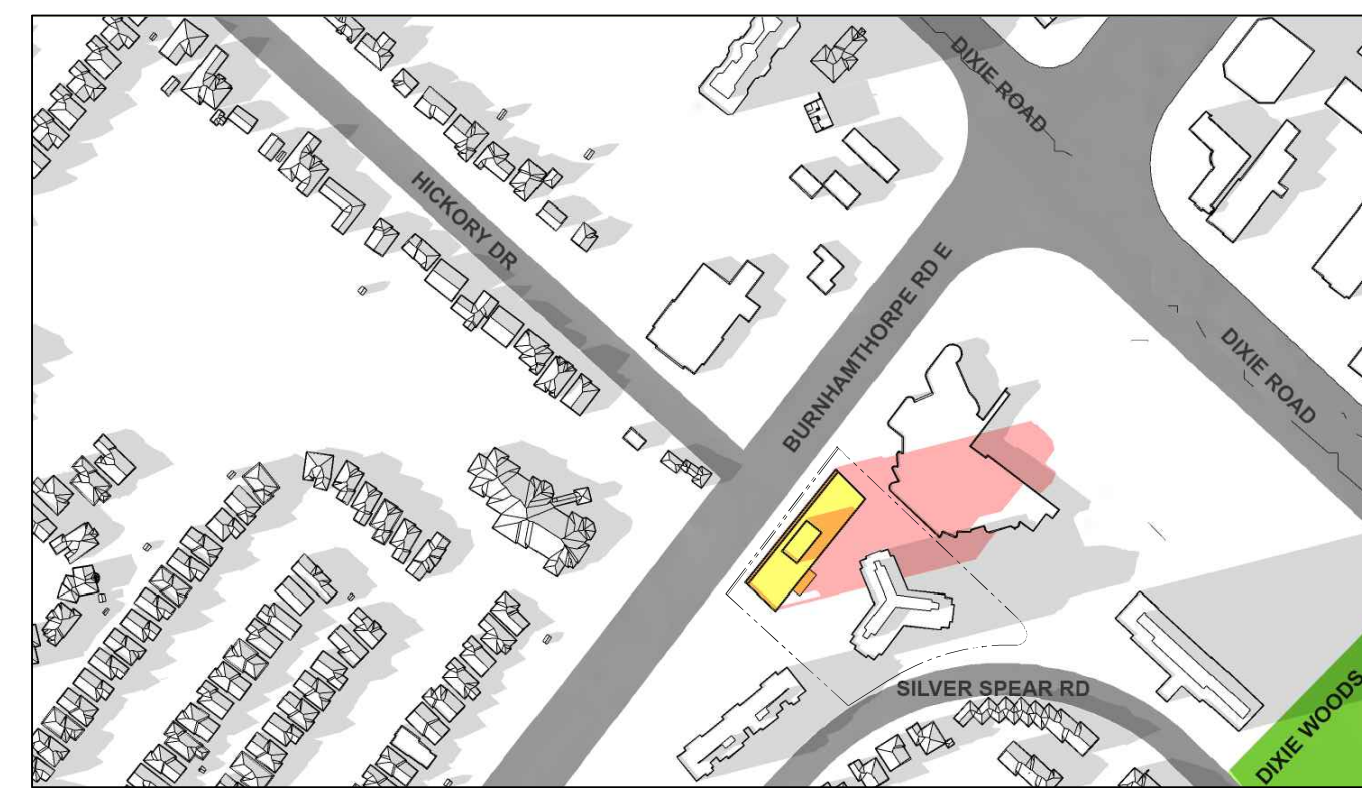 DIXIE ROAD
HICKORY DR
BURNHAMTHORPE RD E
DIXIE ROAD
SILVER SPEAR RD
DIXIE WOODS